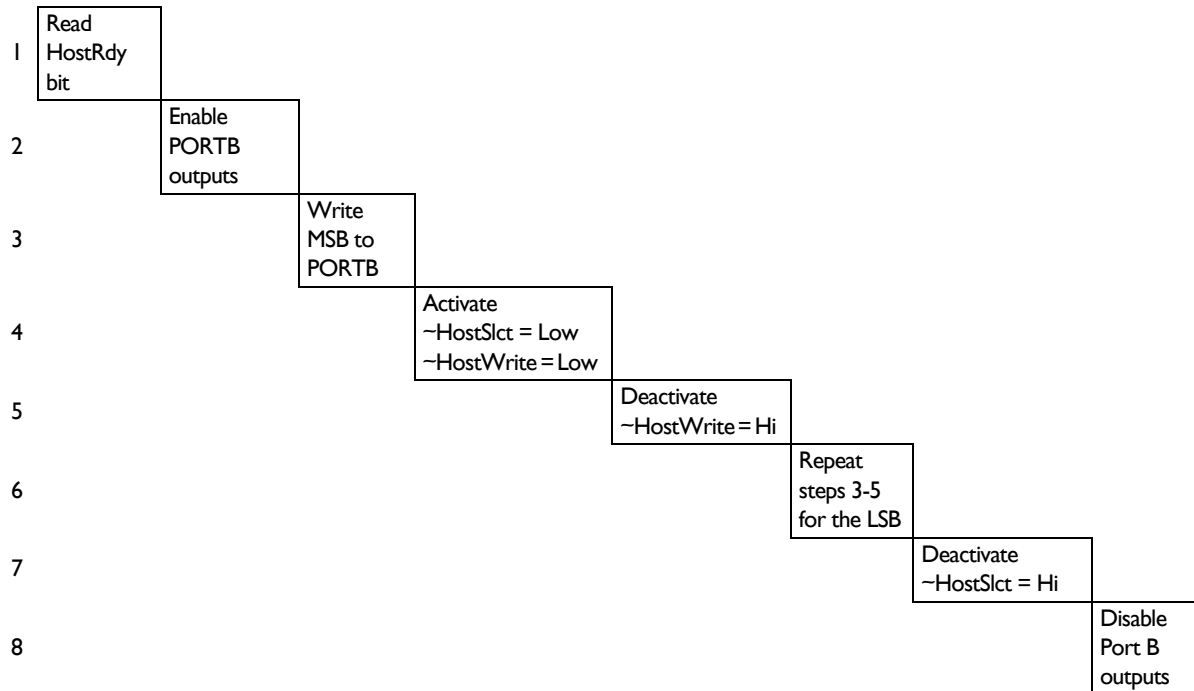 1
Read
HostRdy
bit
2
Enable
PORTB
outputs
3
Write
MSB to
PORTB
4
Activate
~HostSlct = Low
~HostWrite = Low
5
Deactivate
~HostWrite = Hi
6
Repeat
steps 3-5
for the LSB
7
Deactivate
~HostSlct = Hi
8
Disable
Port B
outputs